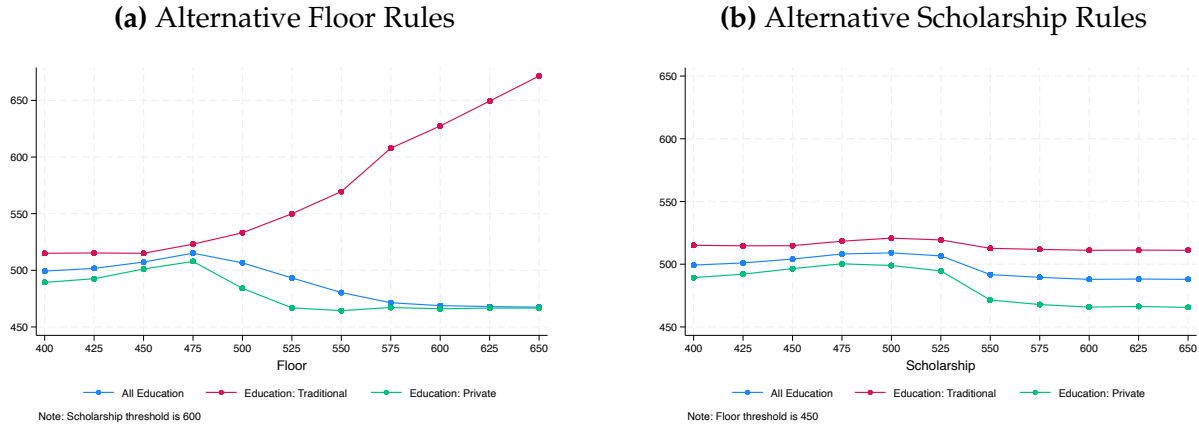 (a) Alternative Floor Rules
650
600
550
500
450
400 425 450 475 500 525 550 575 600 625 650
Floor
All Education Education: Traditional Education: Private
Note: Scholarship threshold is 600
(b) Alternative Scholarship Rules
650
600
550
500
450
400 425 450 475 500 525 550 575 600 625 650
Scholarship
All Education Education: Traditional Education: Private
Note: Floor threshold is 450